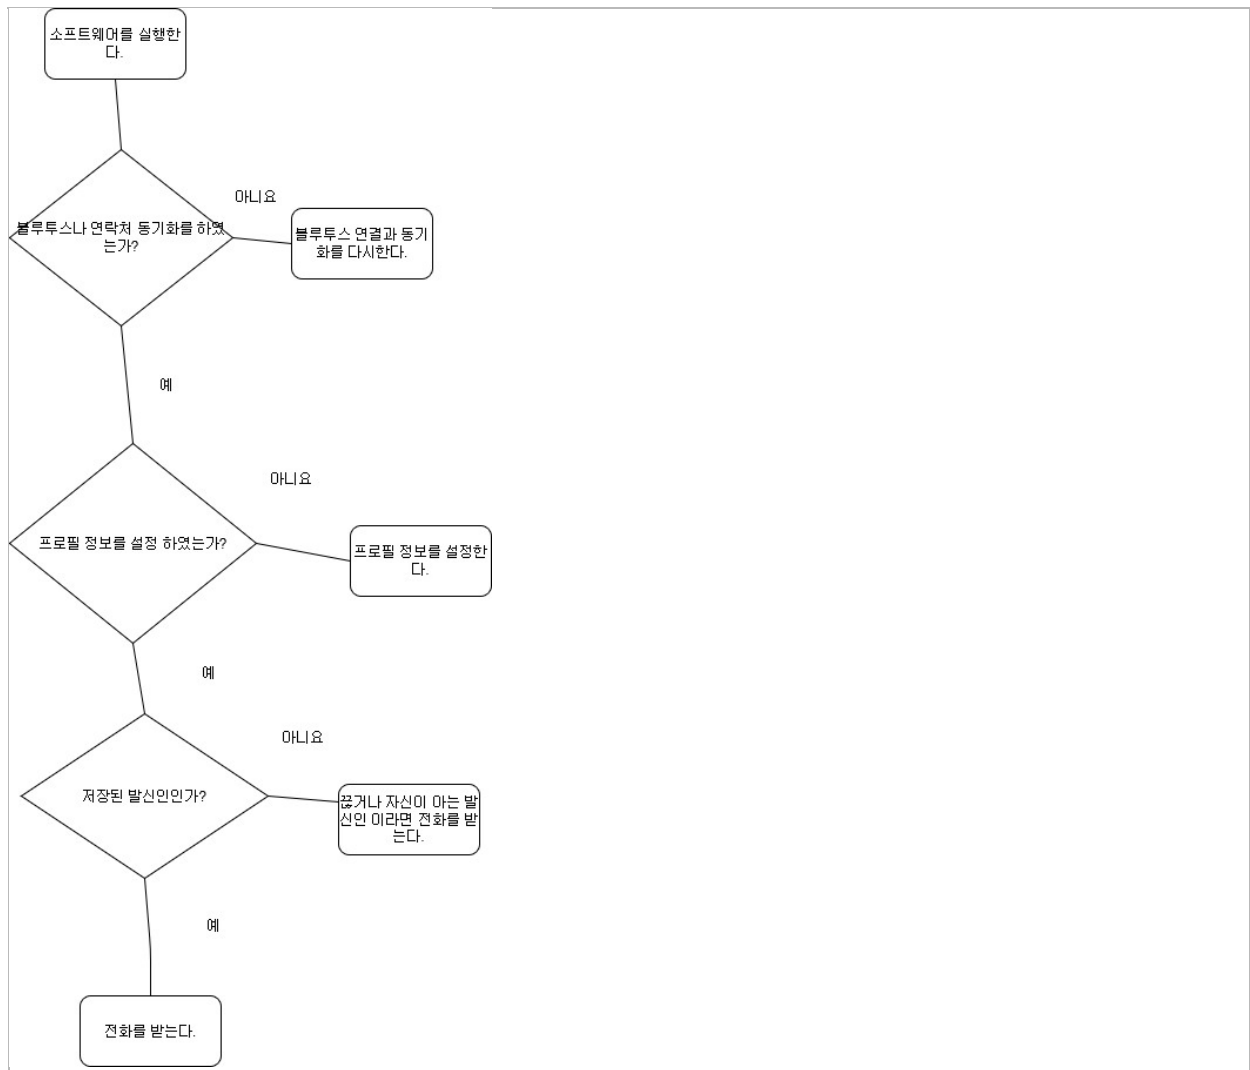 소프트웨어를 실행한
다.
아니요
블루투스나 연락처 동기화를 하였
는가?
블루투스 연결과 동기
화를 다시한다.
예
아니요
프로필 정보를 설정 하였는가?
프로필 정보를 설정한
다.
예
아니요
저장된 발신인인가?
끊거나 자신이 아는 발
신인 이라면 전화를 받
는다.
예
전화를 받는다.